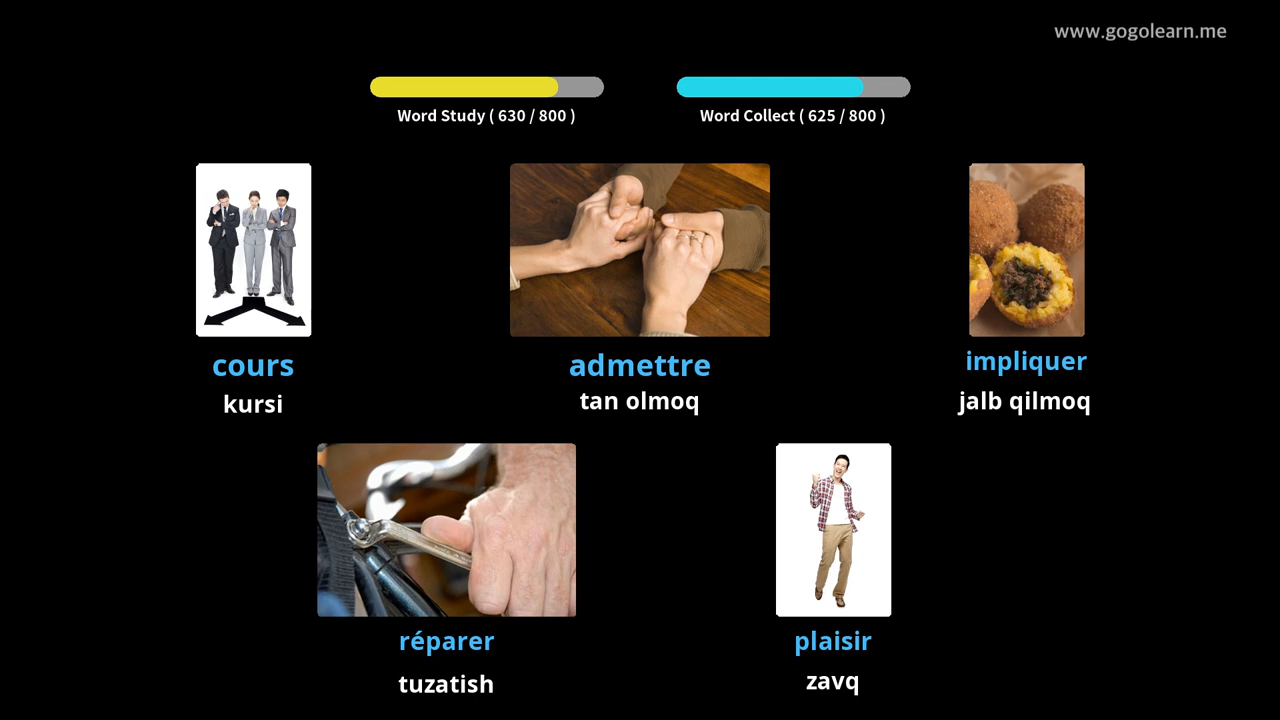 www.gogolearn.me
Word Study ( 630 / 800 )
Word Collect ( 625 / 800 )
cours
kursi
admettre
tan olmoq
impliquer
jalb qilmoq
réparer
tuzatish
plaisir
zavq